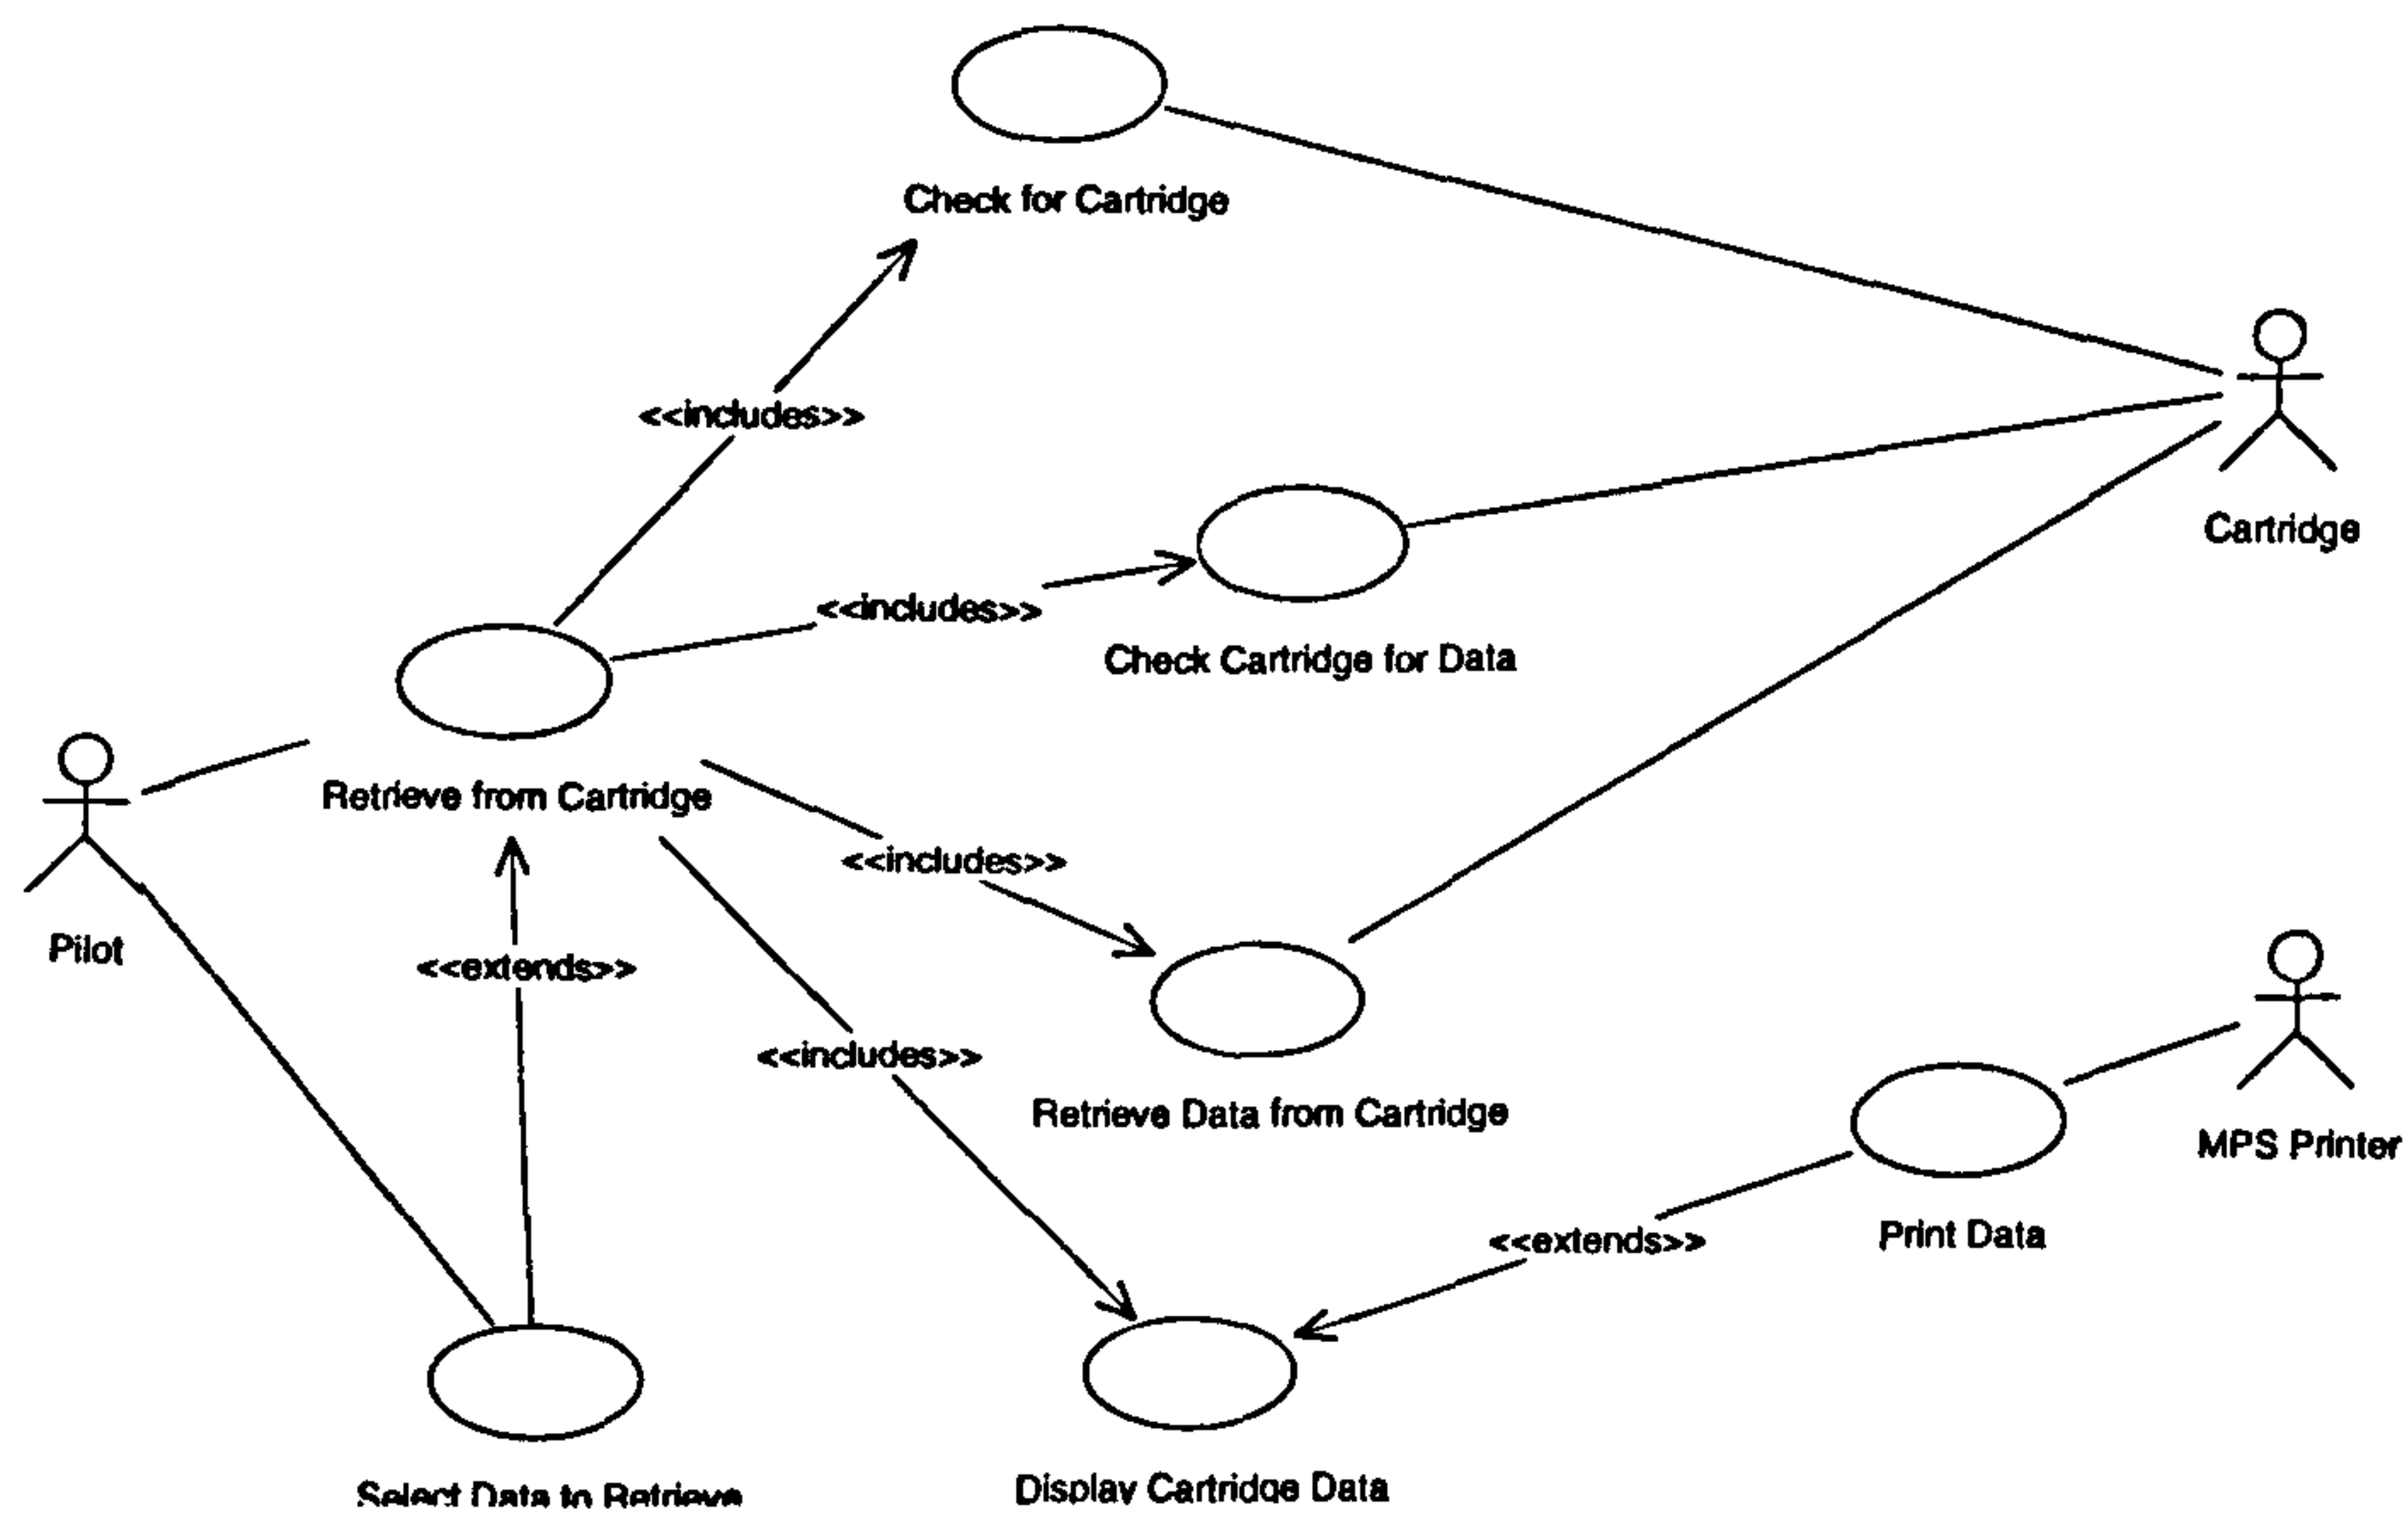 Check for Cartridge
<<includes>>
Cartridge
<<includes>>
Check Cartridge for Data
Retrieve from Cartridge
<<includes>>
Pilot
<<extends>>
<<includes>>
Retrieve Data from Cartridge
MPS Printer
Print Data
<<extends>>
Select Data to Retrieve
Display Cartridge Data